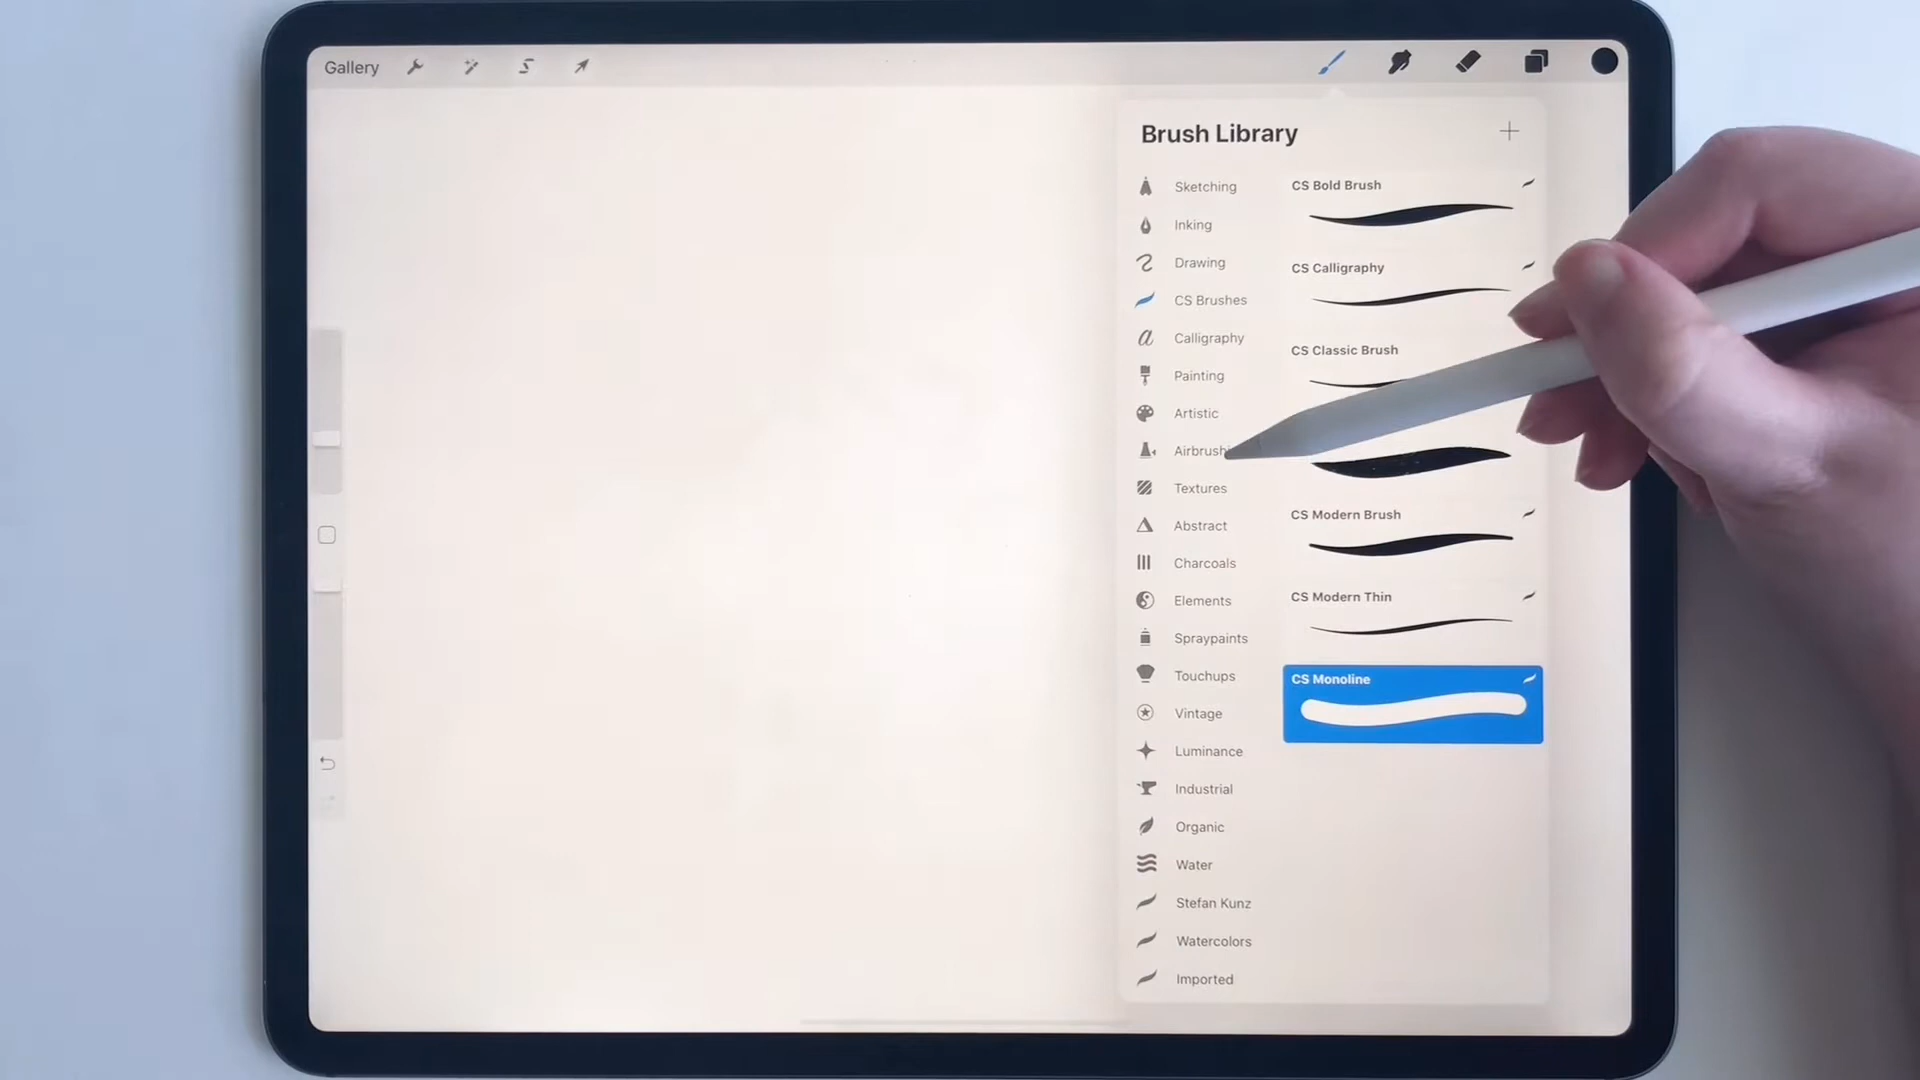 Gallery
Brush Library
Sketching
Inking
Drawing
CS Brushes
Calligraphy
Painting
Artistic
Textures
Abstract
Charcoals
Elements
Spraypaints
Touchups
Vintage
Luminance
Industrial
Organic
Water
Stefan Kunz
Watercolors
Imported
CS Bold Brush
CS Calligraphy
CS Classic Brush
CS Modern Brush
CS Modern Thin
CS Monoline